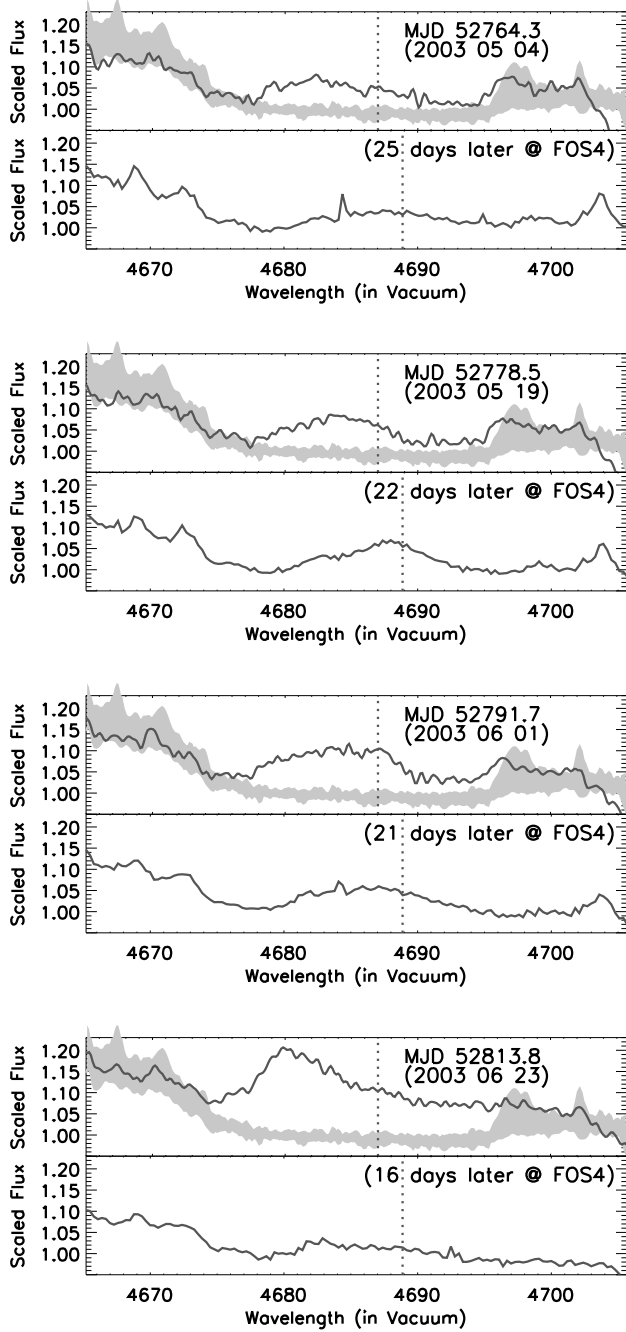 Scaled Flux
1.20
1.15
1.10
1.05
1.00
MJD 52764.3
(2003 05 04)
Scaled Flux
1.20
1.15
1.10
1.05
1.00
(25 days later @ FOS4)
4670 4680 4690 4700
Wavelength (in Vacuum)
Scaled Flux
1.20
1.15
1.10
1.05
1.00
MJD 52778.5
(2003 05 19)
Scaled Flux
1.20
1.15
1.10
1.05
1.00
(22 days later @ FOS4)
4670 4680 4690 4700
Wavelength (in Vacuum)
Scaled Flux
1.20
1.15
1.10
1.05
1.00
MJD 52791.7
(2003 06 01)
Scaled Flux
1.20
1.15
1.10
1.05
1.00
(21 days later @ FOS4)
4670 4680 4690 4700
Wavelength (in Vacuum)
Scaled Flux
1.20
1.15
1.10
1.05
1.00
MJD 52813.8
(2003 06 23)
Scaled Flux
1.20
1.15
1.10
1.05
1.00
(16 days later @ FOS4)
4670 4680 4690 4700
Wavelength (in Vacuum)